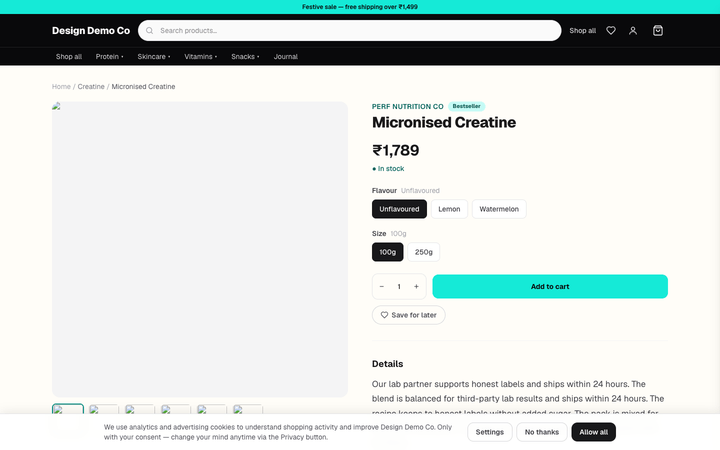 Festive sale — free shipping over ₹1,499
Design Demo Co
Search products...
Shop all
Shop all
Protein
Skincare
Vitamins
Snacks
Journal
Home / Creatine / Micronised Creatine
PERF NUTRITION CO
Bestseller
Micronised Creatine
₹1,789
In stock
Flavour Unflavoured
Unflavoured
Lemon
Watermelon
Size 100g
100g
250g
− 1 +
Add to cart
Save for later
Details
Our lab partner supports honest labels and ships within 24 hours. The
blend is balanced for third-party lab results and ships within 24 hours. The
We use analytics and advertising cookies to understand shopping activity and improve Design Demo Co. Only
with your consent — change your mind anytime via the Privacy button.
Settings
No thanks
Allow all